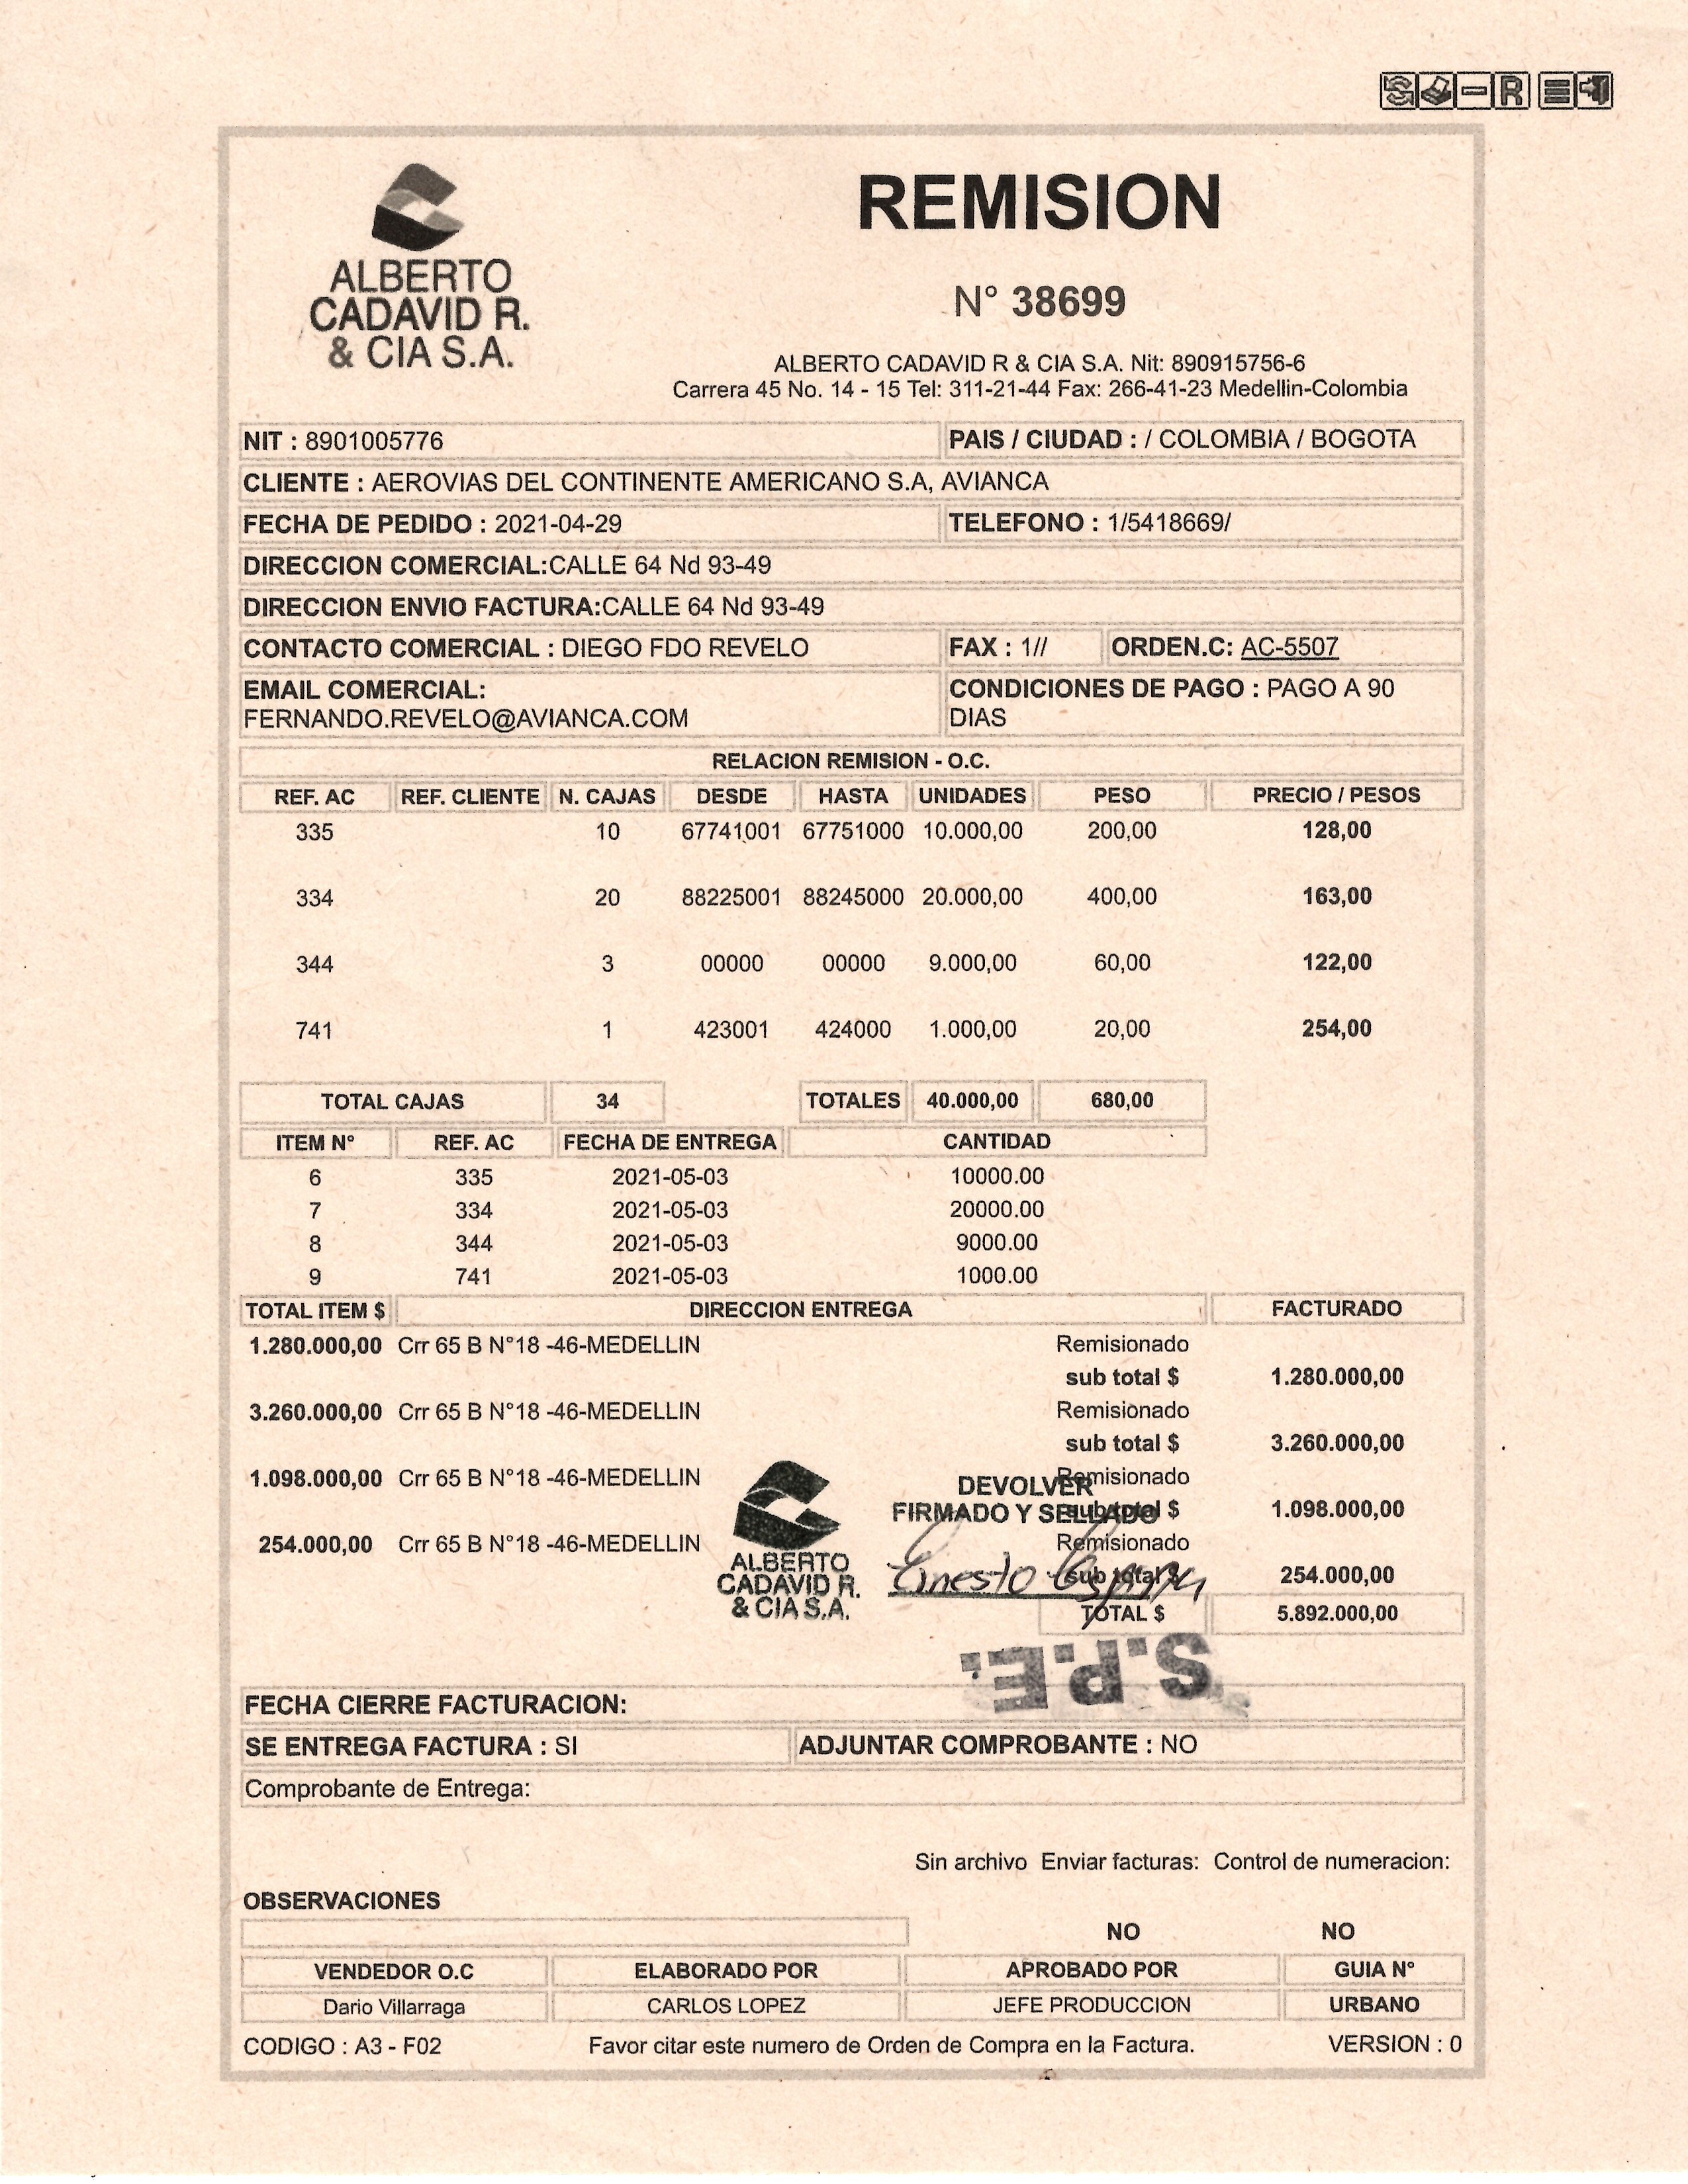 REMISION
ALBERTO
CADAVID R.
& CIA S.A.
N° 38699
ALBERTO CADAVID R & CIA S.A. Nit: 890915756-6
Carrera 45 No. 14 - 15 Tel: 311-21-44 Fax: 266-41-23 Medellin-Colombia
NIT : 8901005776 PAIS / CIUDAD : / COLOMBIA / BOGOTA
CLIENTE : AEROVIAS DEL CONTINENTE AMERICANO S.A, AVIANCA
FECHA DE PEDIDO : 2021-04-29 TELEFONO : 1/5418669/
DIRECCION COMERCIAL:CALLE 64 Nd 93-49
DIRECCION ENVIO FACTURA:CALLE 64 Nd 93-49
CONTACTO COMERCIAL : DIEGO FDO REVELO FAX : 1// ORDEN.C: AC-5507
EMAIL COMERCIAL:
FERNANDO.REVELO@AVIANCA.COM
CONDICIONES DE PAGO : PAGO A 90
DIAS
RELACION REMISION - O.C.
REF. AC REF. CLIENTE N. CAJAS DESDE HASTA UNIDADES PESO PRECIO / PESOS
335 10 67741001 67751000 10.000,00 200,00 128,00
334 20 88225001 88245000 20.000,00 400,00 163,00
344 3 00000 00000 9.000,00 60,00 122,00
741 1 423001 424000 1.000,00 20,00 254,00
TOTAL CAJAS 34 TOTALES 40.000,00 680,00
ITEM N° REF. AC FECHA DE ENTREGA CANTIDAD
6 335 2021-05-03 10000.00
7 334 2021-05-03 20000.00
8 344 2021-05-03 9000.00
9 741 2021-05-03 1000.00
TOTAL ITEM $ DIRECCION ENTREGA FACTURADO
1.280.000,00 Crr 65 B N°18 -46-MEDELLIN Remisionado
sub total $ 1.280.000,00
3.260.000,00 Crr 65 B N°18 -46-MEDELLIN Remisionado
sub total $ 3.260.000,00
1.098.000,00 Crr 65 B N°18 -46-MEDELLIN Remisionado
sub total $ 1.098.000,00
254.000,00 Crr 65 B N°18 -46-MEDELLIN Remisionado
sub total $ 254.000,00
TOTAL $ 5.892.000,00
DEVOLVER
FIRMADO Y SELLADO
ALBERTO
CADAVID R.
& CIA S.A.
Ernesto
S.P.E.
FECHA CIERRE FACTURACION:
SE ENTREGA FACTURA : SI ADJUNTAR COMPROBANTE : NO
Comprobante de Entrega:
Sin archivo Enviar facturas: Control de numeracion:
OBSERVACIONES
NO NO
VENDEDOR O.C ELABORADO POR APROBADO POR GUIA N°
Dario Villarraga CARLOS LOPEZ JEFE PRODUCCION URBANO
CODIGO : A3 - F02 Favor citar este numero de Orden de Compra en la Factura. VERSION : 0